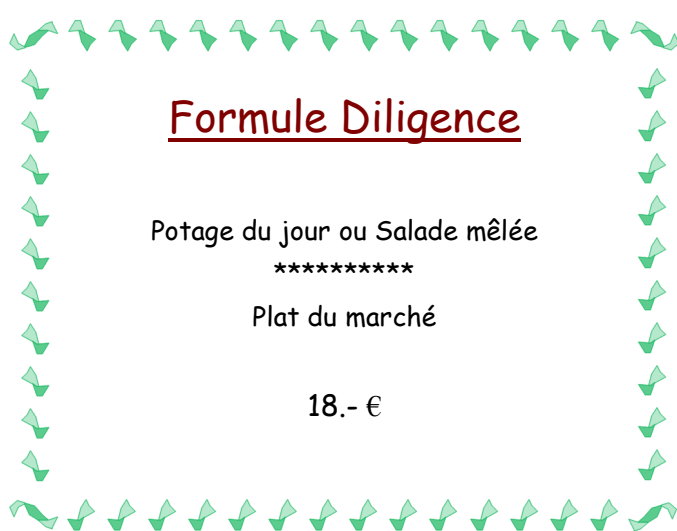 Formule Diligence
Potage du jour ou Salade mêlée
**********
Plat du marché
18.- €